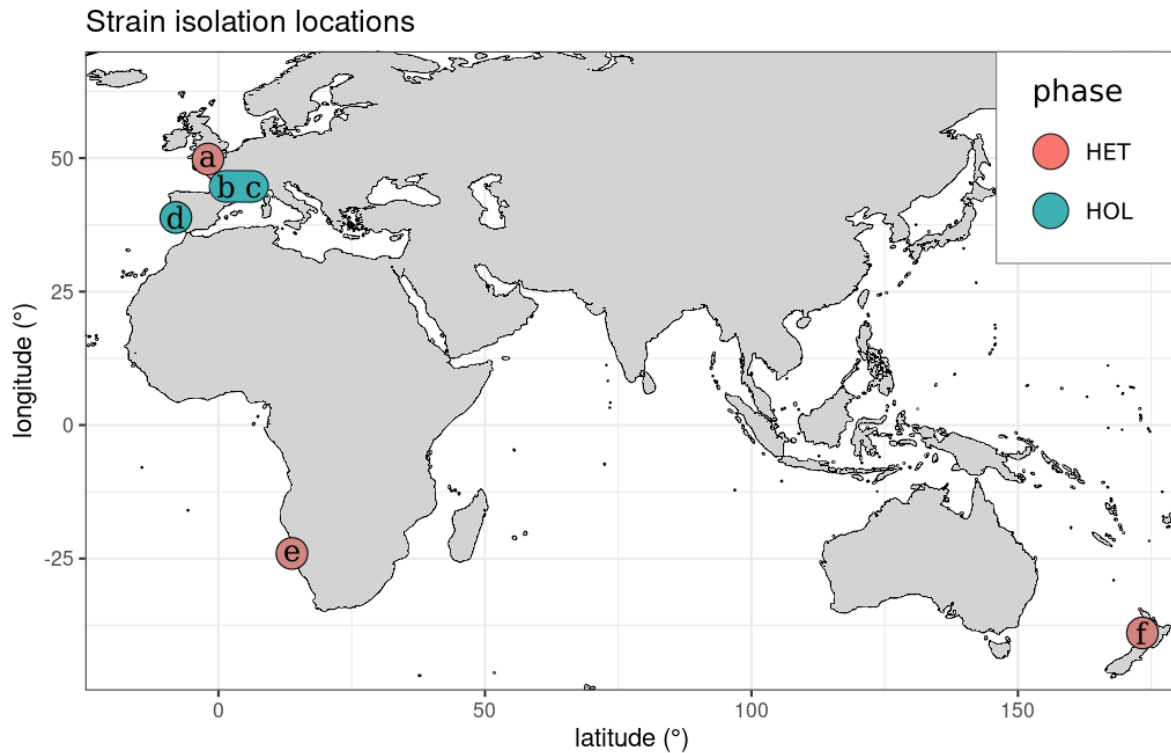 Strain isolation locations
phase
HET
HOL
a
b c
d
e
f
50
25
0
-25
longitude (°)
0
50
100
150
latitude (°)